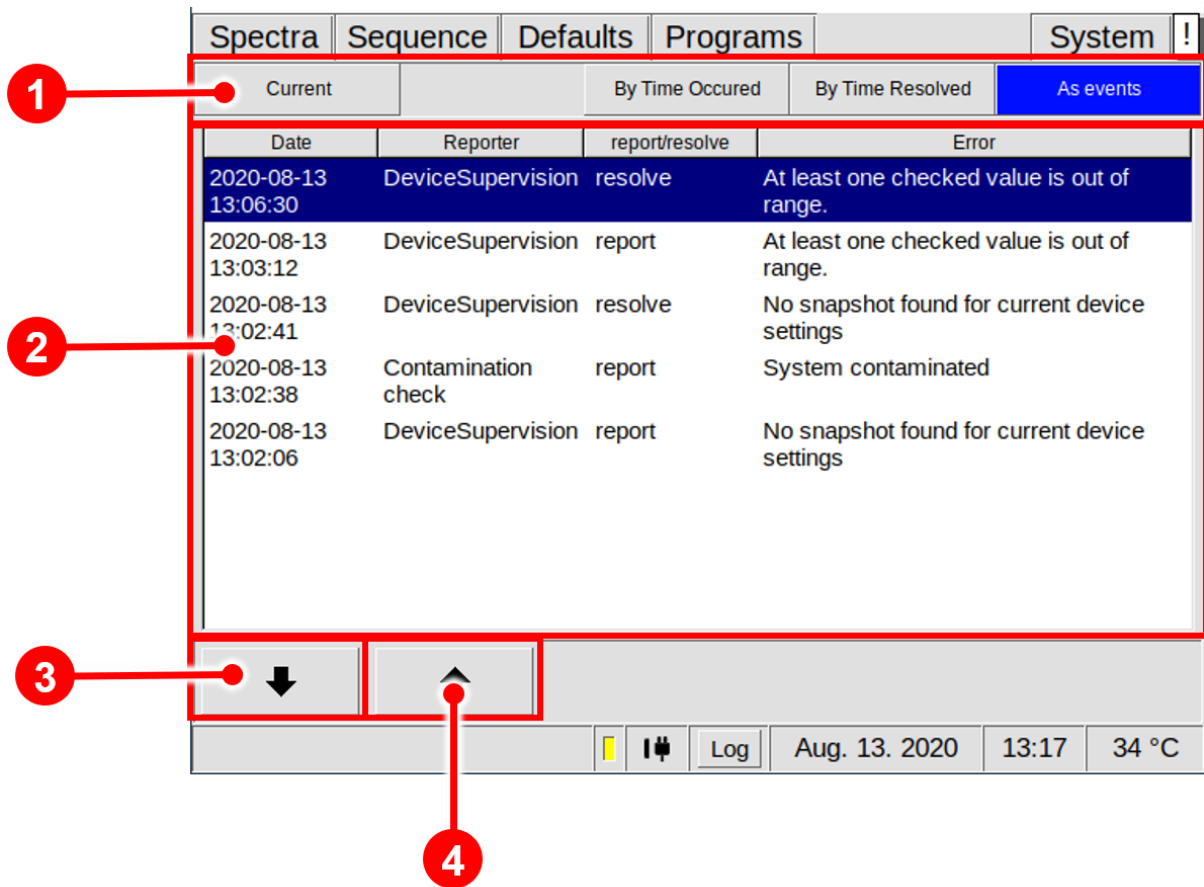 Spectra Sequence Defaults Programs System !
1 Current By Time Occured By Time Resolved As events
Date Reporter report/resolve Error
2020-08-13 DeviceSupervision resolve At least one checked value is out of
13:06:30 range.
2020-08-13 DeviceSupervision report At least one checked value is out of
13:03:12 range.
2020-08-13 DeviceSupervision resolve No snapshot found for current device
2 13:02:41 settings
2020-08-13 Contamination report System contaminated
13:02:38 check
2020-08-13 DeviceSupervision report No snapshot found for current device
13:02:06 settings
3
Log Aug. 13. 2020 13:17 34 °C
4